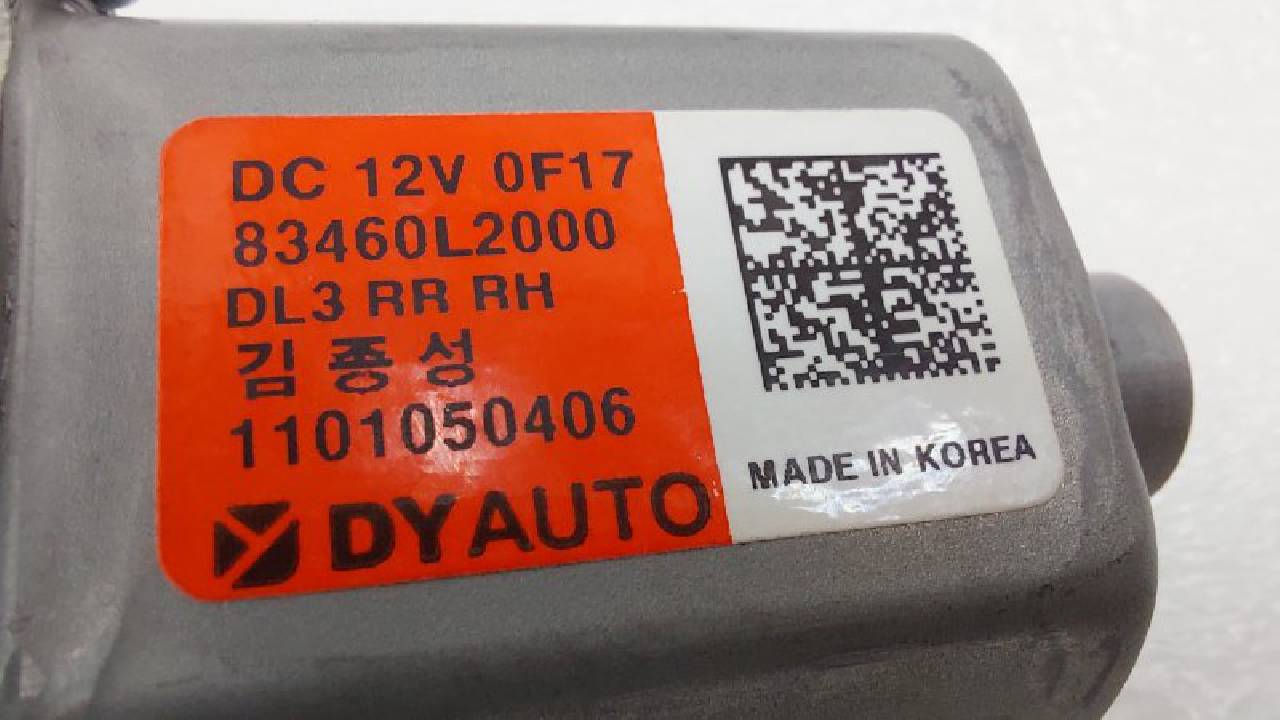 DC 12V 0F17
83460L2000
DL3 RR RH
김종성
1101050406
DYAUTO
MADE IN KOREA